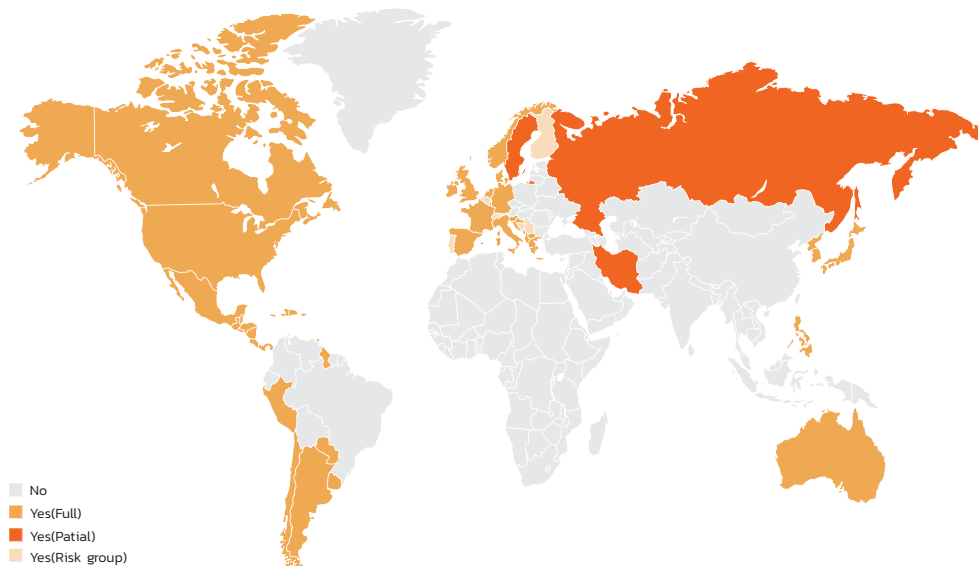 No
Yes(Full)
Yes(Patial)
Yes(Risk group)